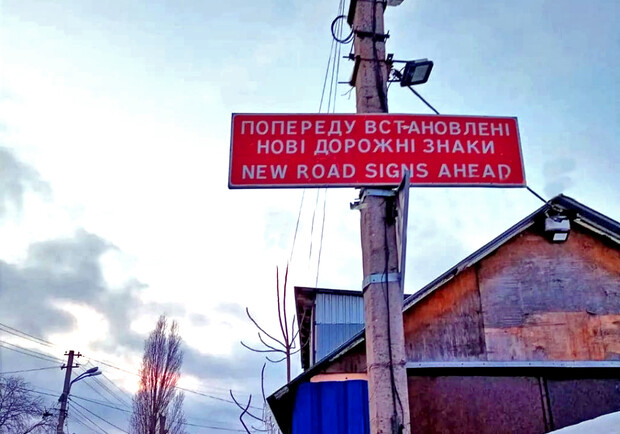 ПОПЕРЕДУ ВСТАНОВЛЕНІ
НОВІ ДОРОЖНІ ЗНАКИ
NEW ROAD SIGNS AHEAD